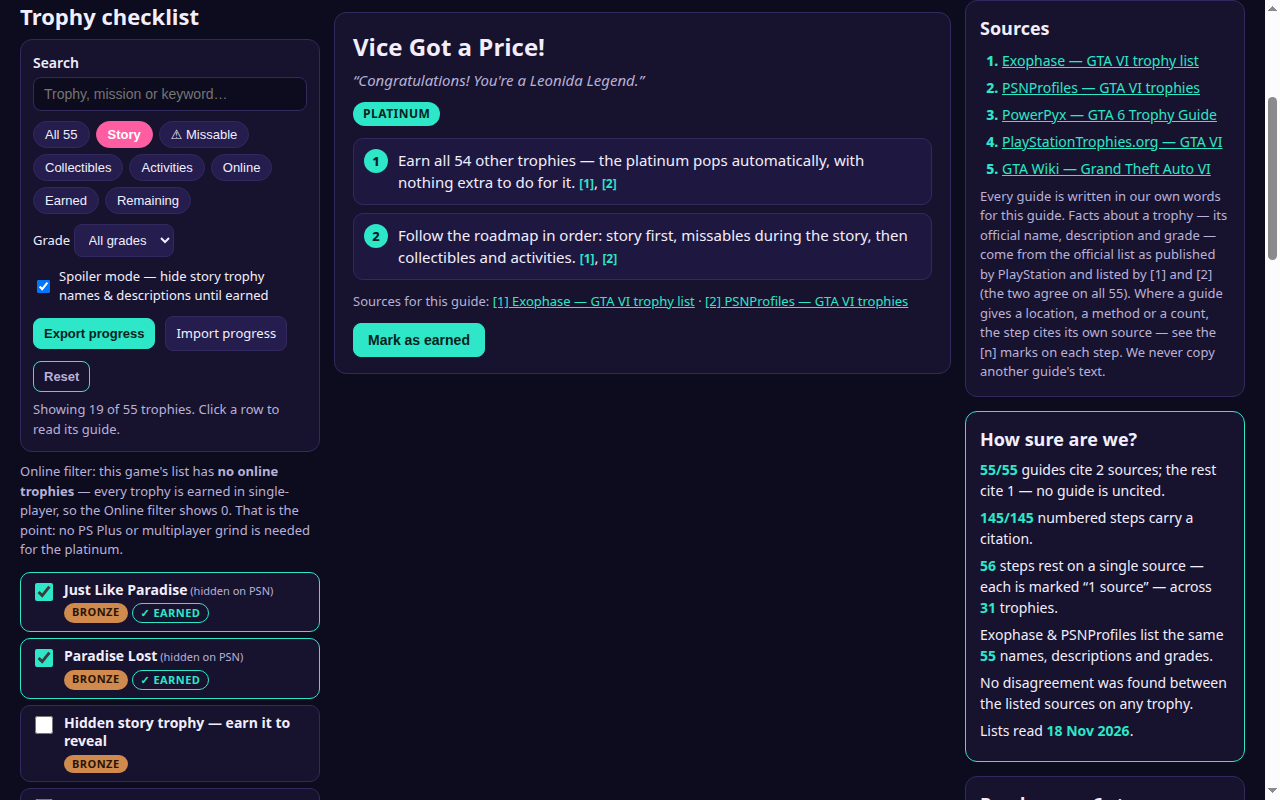 Trophy checklist
Search
Trophy, mission or keyword…
All 55
Story
⚠ Missable
Collectibles
Activities
Online
Earned
Remaining
Grade
All grades
Spoiler mode — hide story trophy
names & descriptions until earned
Export progress
Import progress
Reset
Showing 19 of 55 trophies. Click a row to
read its guide.
Online filter: this game's list has no online
trophies — every trophy is earned in single-
player, so the Online filter shows 0. That is the
point: no PS Plus or multiplayer grind is needed
for the platinum.
Just Like Paradise (hidden on PSN)
BRONZE
✓ EARNED
Paradise Lost (hidden on PSN)
BRONZE
✓ EARNED
Hidden story trophy — earn it to
reveal
BRONZE
Vice Got a Price!
“Congratulations! You're a Leonida Legend.”
PLATINUM
1
Earn all 54 other trophies — the platinum pops automatically, with
nothing extra to do for it. [1], [2]
2
Follow the roadmap in order: story first, missables during the story, then
collectibles and activities. [1], [2]
Sources for this guide: [1] Exophase — GTA VI trophy list · [2] PSNProfiles — GTA VI trophies
Mark as earned
Sources
1. Exophase — GTA VI trophy list
2. PSNProfiles — GTA VI trophies
3. PowerPyx — GTA 6 Trophy Guide
4. PlayStationTrophies.org — GTA VI
5. GTA Wiki — Grand Theft Auto VI
Every guide is written in our own words
for this guide. Facts about a trophy — its
official name, description and grade —
come from the official list as published
by PlayStation and listed by [1] and [2]
(the two agree on all 55). Where a guide
gives a location, a method or a count,
the step cites its own source — see the
[n] marks on each step. We never copy
another guide's text.
How sure are we?
55/55 guides cite 2 sources; the rest
cite 1 — no guide is uncited.
145/145 numbered steps carry a
citation.
56 steps rest on a single source —
each is marked “1 source” — across
31 trophies.
Exophase & PSNProfiles list the same
55 names, descriptions and grades.
No disagreement was found between
the listed sources on any trophy.
Lists read 18 Nov 2026.